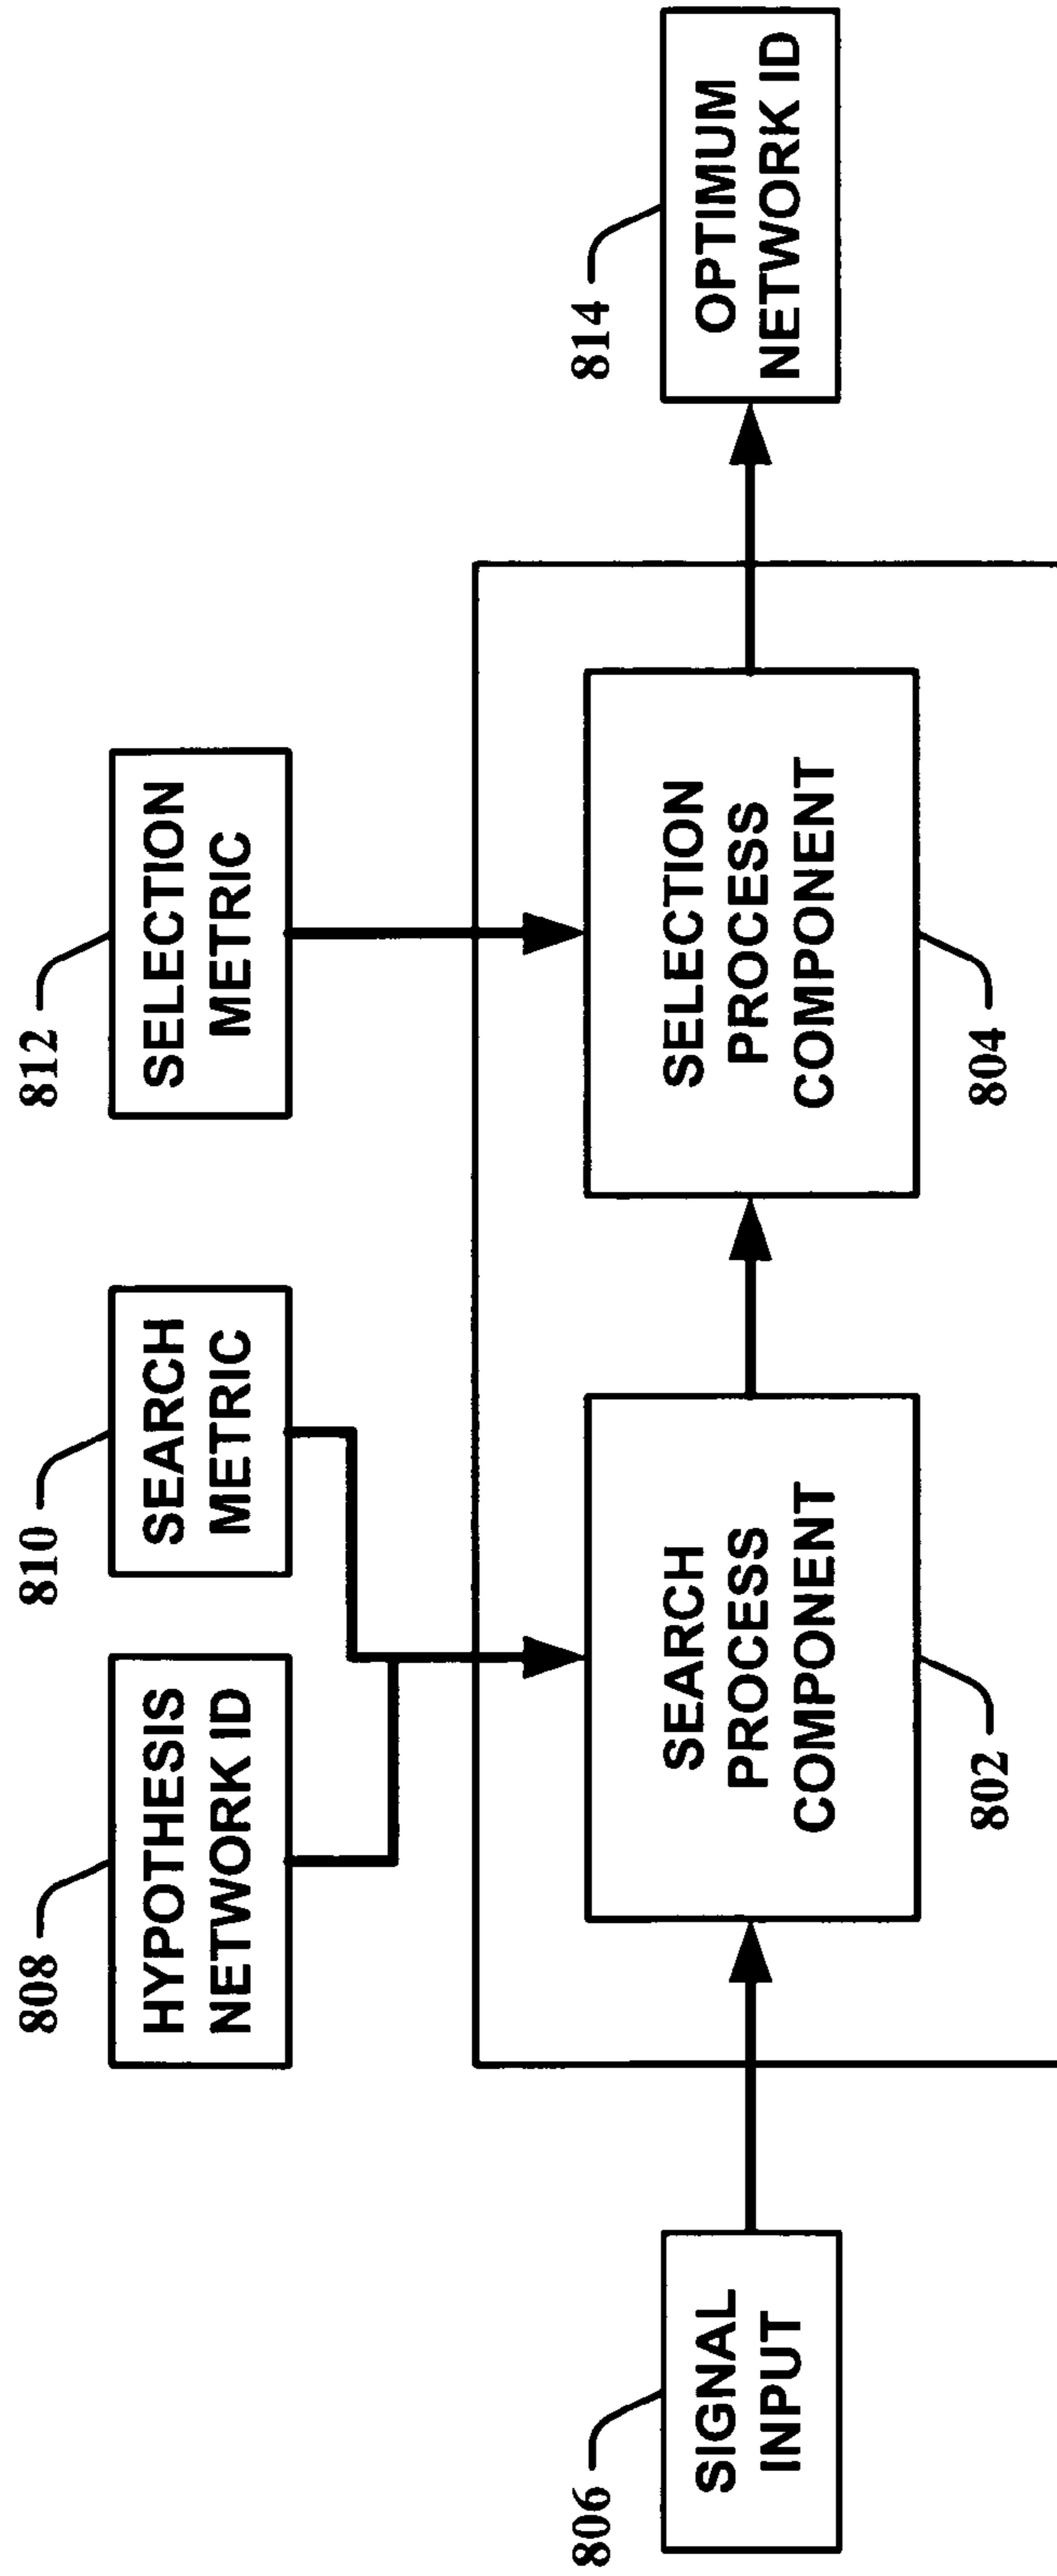 808
HYPOTHESIS
NETWORK ID
810
SEARCH
METRIC
812
SELECTION
METRIC
806
SIGNAL
INPUT
SEARCH
PROCESS
COMPONENT
802
SELECTION
PROCESS
COMPONENT
804
814
OPTIMUM
NETWORK ID